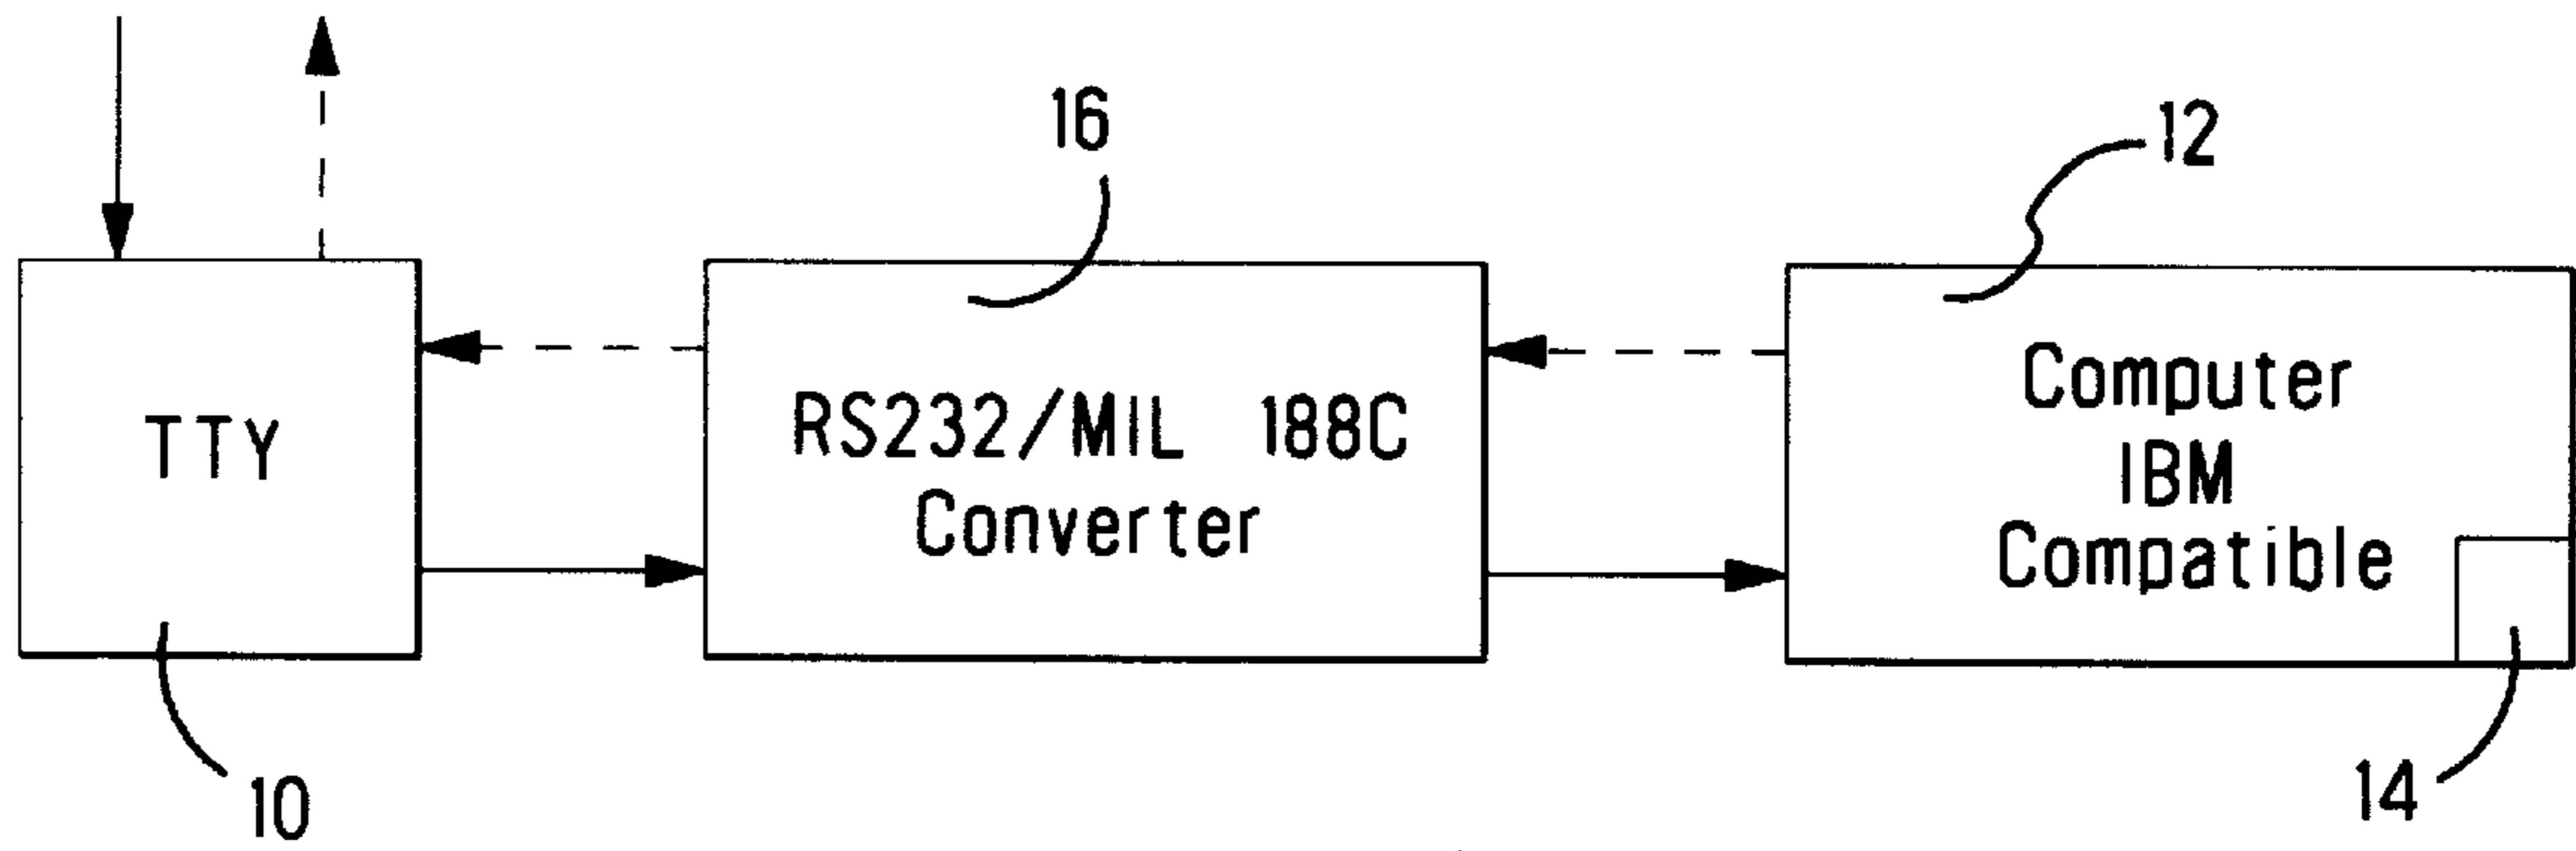 16
12
TTY
RS232/MIL 188C
Converter
Computer
IBM
Compatible
10
14